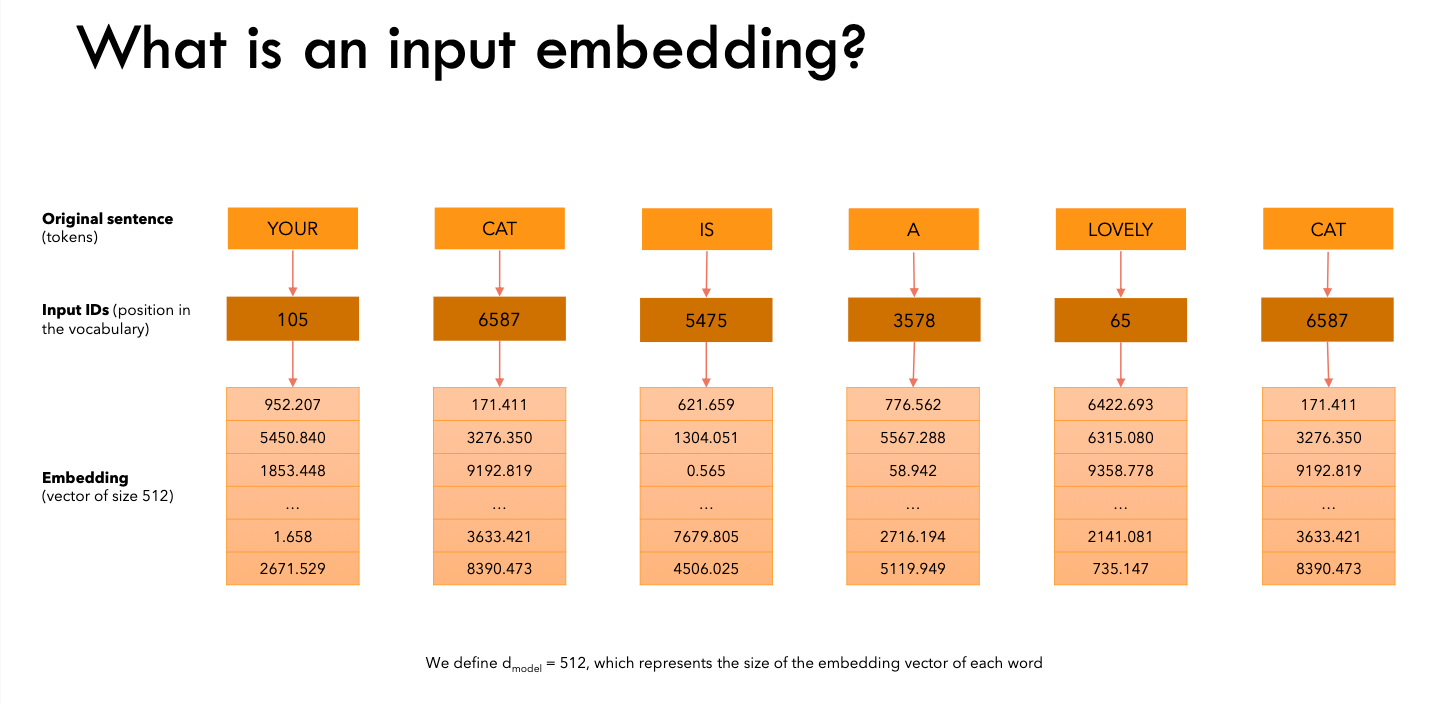 What is an input embedding?
Original sentence
(tokens)
YOUR CAT IS A LOVELY CAT
Input IDs (position in
the vocabulary)
105 6587 5475 3578 65 6587
Embedding
(vector of size 512)
952.207 171.411 621.659 776.562 6422.693 171.411
5450.840 3276.350 1304.051 5567.288 6315.080 3276.350
1853.448 9192.819 0.565 58.942 9358.778 9192.819
... ... ... ... ... ...
1.658 3633.421 7679.805 2716.194 2141.081 3633.421
2671.529 8390.473 4506.025 5119.949 735.147 8390.473
We define dmodel = 512, which represents the size of the embedding vector of each word